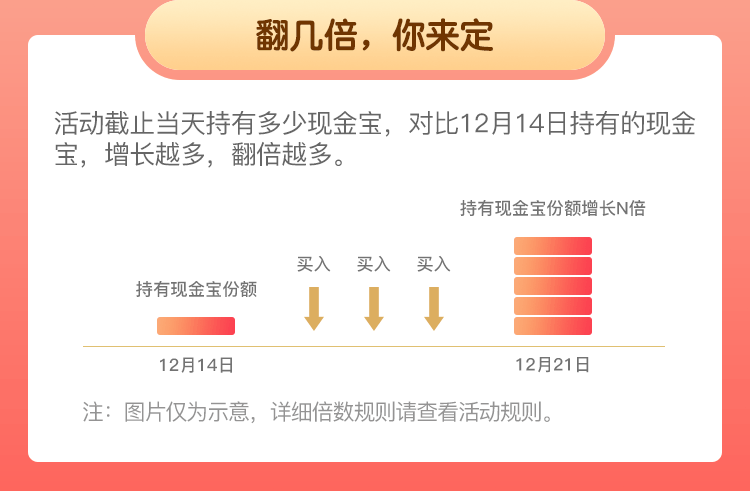 翻几倍，你来定
活动截止当天持有多少现金宝，对比12月14日持有的现金
宝，增长越多，翻倍越多。
持有现金宝份额增长N倍
买入 买入 买入
持有现金宝份额
12月14日 12月21日
注：图片仅为示意，详细倍数规则请查看活动规则。